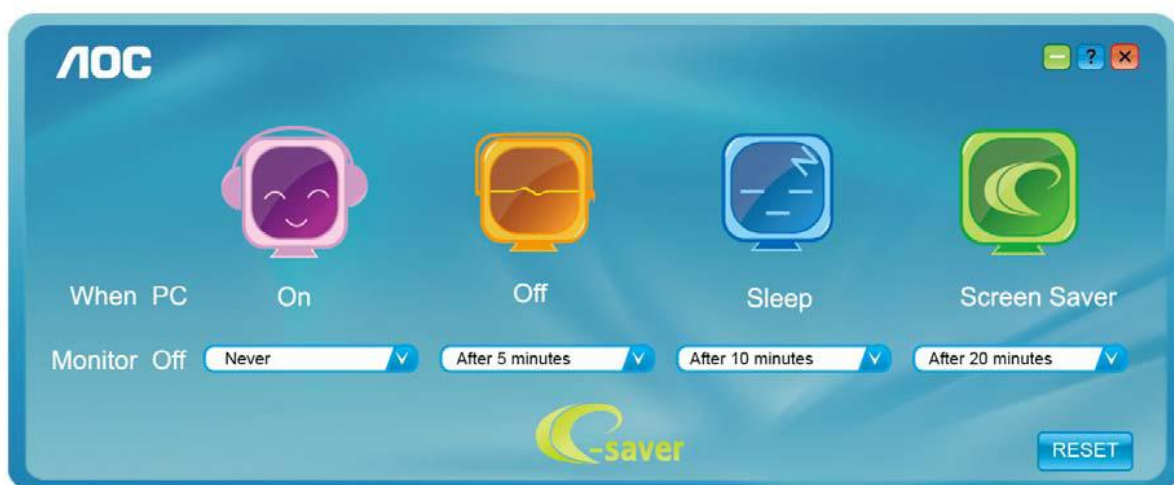 AOC
?
When PC On Off Sleep Screen Saver
Monitor Off Never After 5 minutes After 10 minutes After 20 minutes
e-saver
RESET